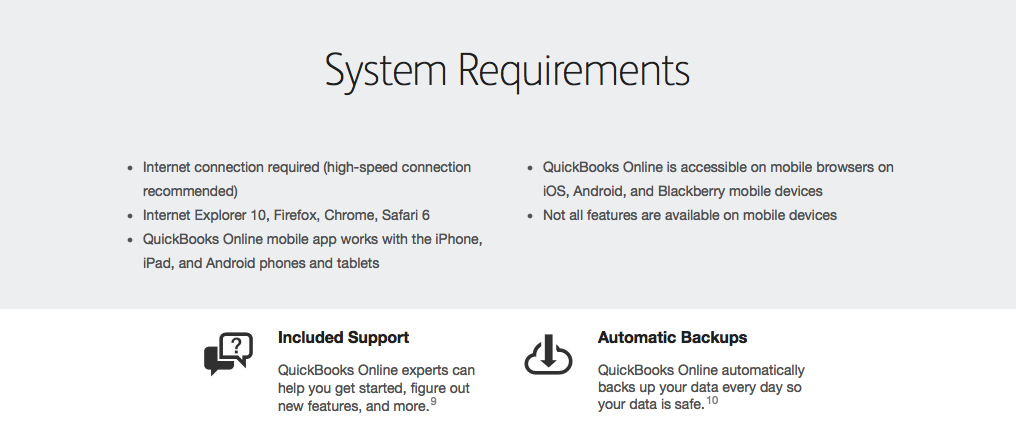 System Requirements
• Internet connection required (high-speed connection
recommended)
• Internet Explorer 10, Firefox, Chrome, Safari 6
• QuickBooks Online mobile app works with the iPhone,
iPad, and Android phones and tablets
• QuickBooks Online is accessible on mobile browsers on
iOS, Android, and Blackberry mobile devices
• Not all features are available on mobile devices
?
Included Support
QuickBooks Online experts can
help you get started, figure out
new features, and more.9
Automatic Backups
QuickBooks Online automatically
backs up your data every day so
your data is safe.10